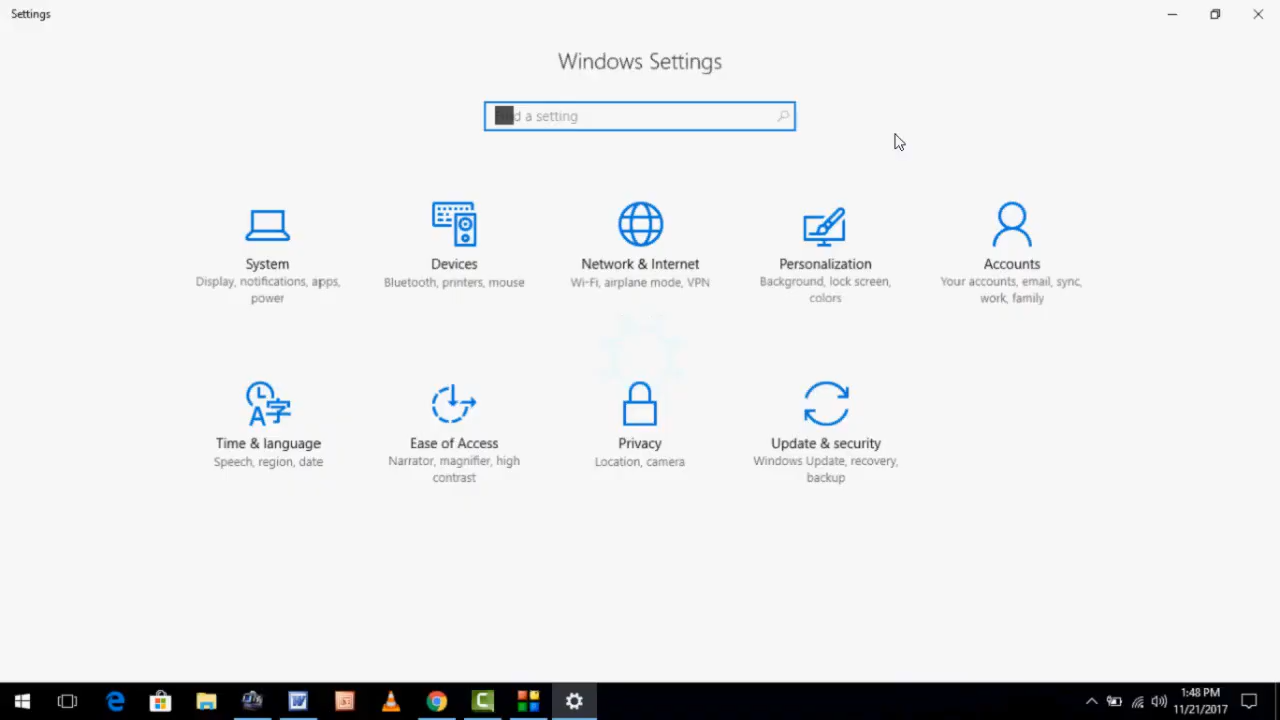 Settings
Windows Settings
d a setting
System
Display, notifications, apps,
power
Devices
Bluetooth, printers, mouse
Network & Internet
Wi-Fi, airplane mode, VPN
Personalization
Background, lock screen,
colors
Accounts
Your accounts, email, sync,
work, family
Time & language
Speech, region, date
Ease of Access
Narrator, magnifier, high
contrast
Privacy
Location, camera
Update & security
Windows Update, recovery,
backup
1:48 PM
11/21/2017